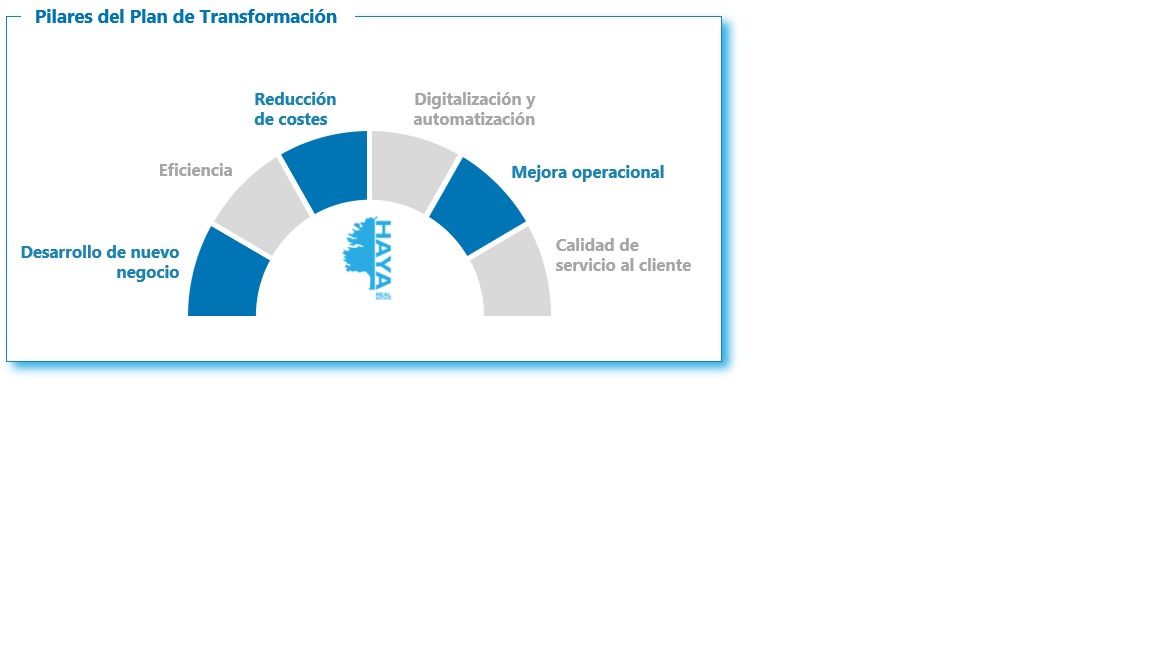 Pilares del Plan de Transformación
Reducción
de costes
Digitalización y
automatización
Eficiencia
Mejora operacional
Desarrollo de nuevo
negocio
Calidad de
servicio al cliente
HAYA
REAL
ESTATE